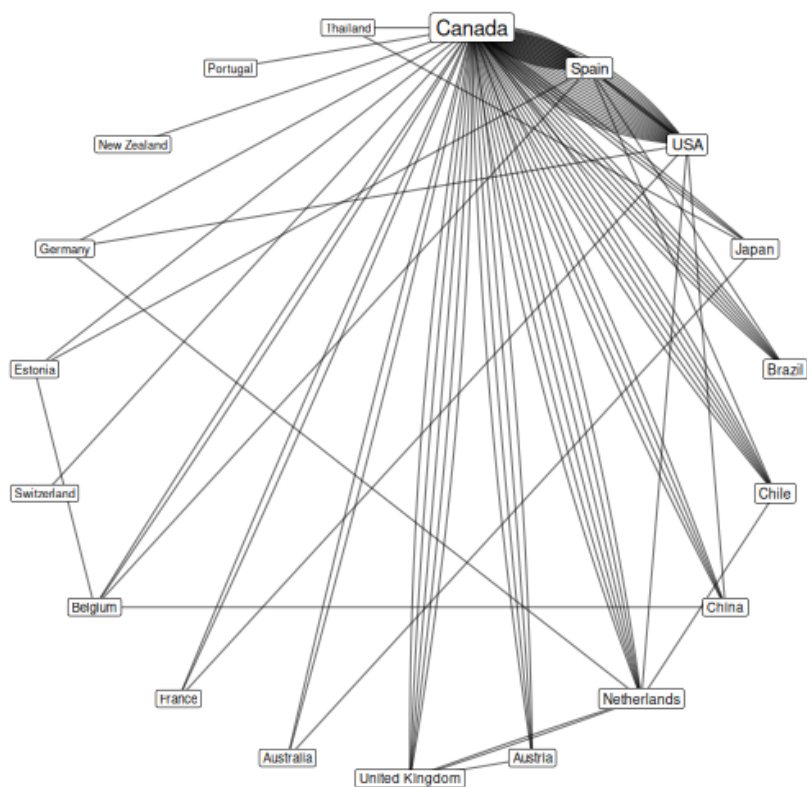 Canada
Thailand
Spain
Portugal
New Zealand
USA
Germany
Japan
Estonia
Brazil
Switzerland
Chile
Belgium
China
France
Netherlands
Australia
Austria
United Kingdom